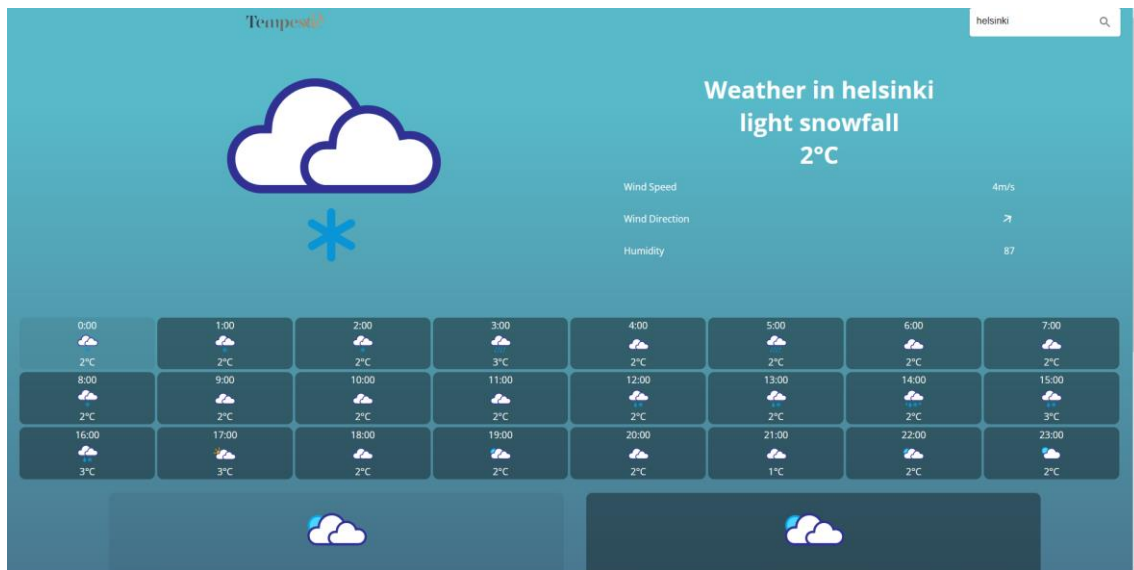 helsinki
Weather in helsinki
light snowfall
2°C
Wind Speed 4m/s
Wind Direction
Humidity 87
0:00 1:00 2:00 3:00 4:00 5:00 6:00 7:00
2°C 2°C 2°C 3°C 2°C 2°C 2°C 2°C
8:00 9:00 10:00 11:00 12:00 13:00 14:00 15:00
2°C 2°C 2°C 2°C 2°C 2°C 2°C 3°C
16:00 17:00 18:00 19:00 20:00 21:00 22:00 23:00
3°C 3°C 2°C 2°C 2°C 1°C 2°C 2°C